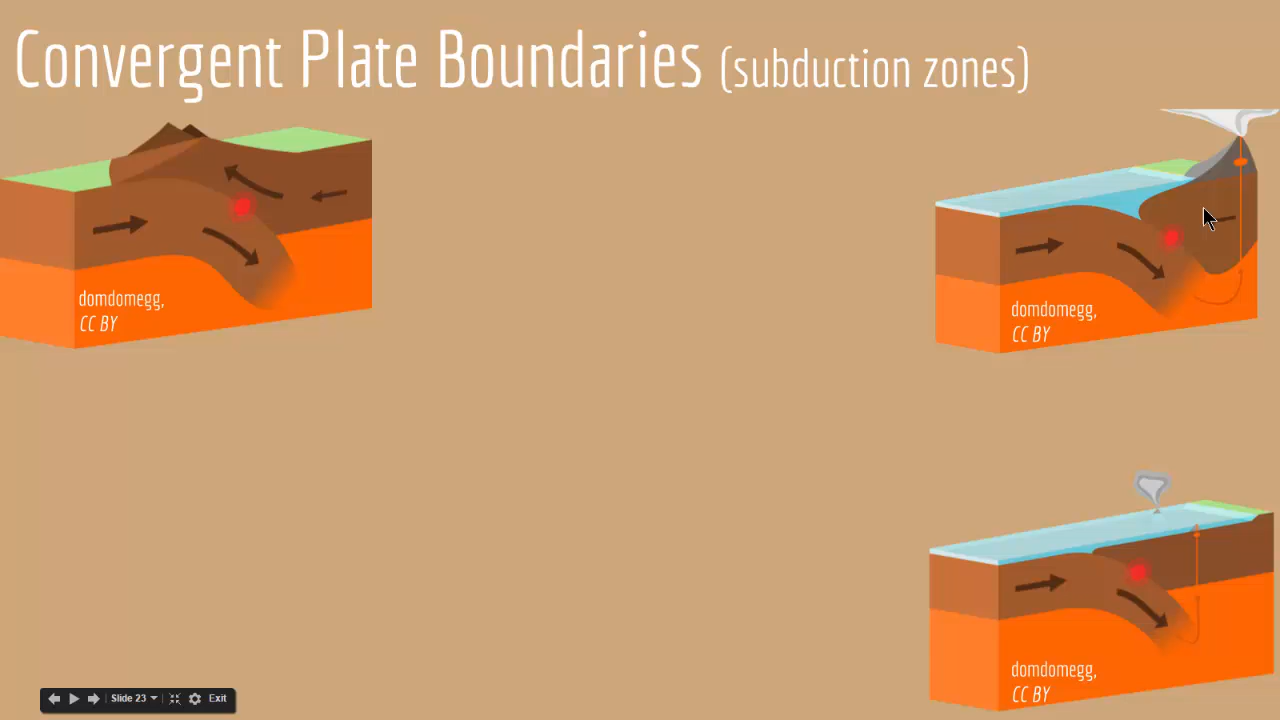 Convergent Plate Boundaries (subduction zones)
domdomegg,
CC BY
domdomegg,
CC BY
domdomegg,
CC BY
Slide 23
Exit